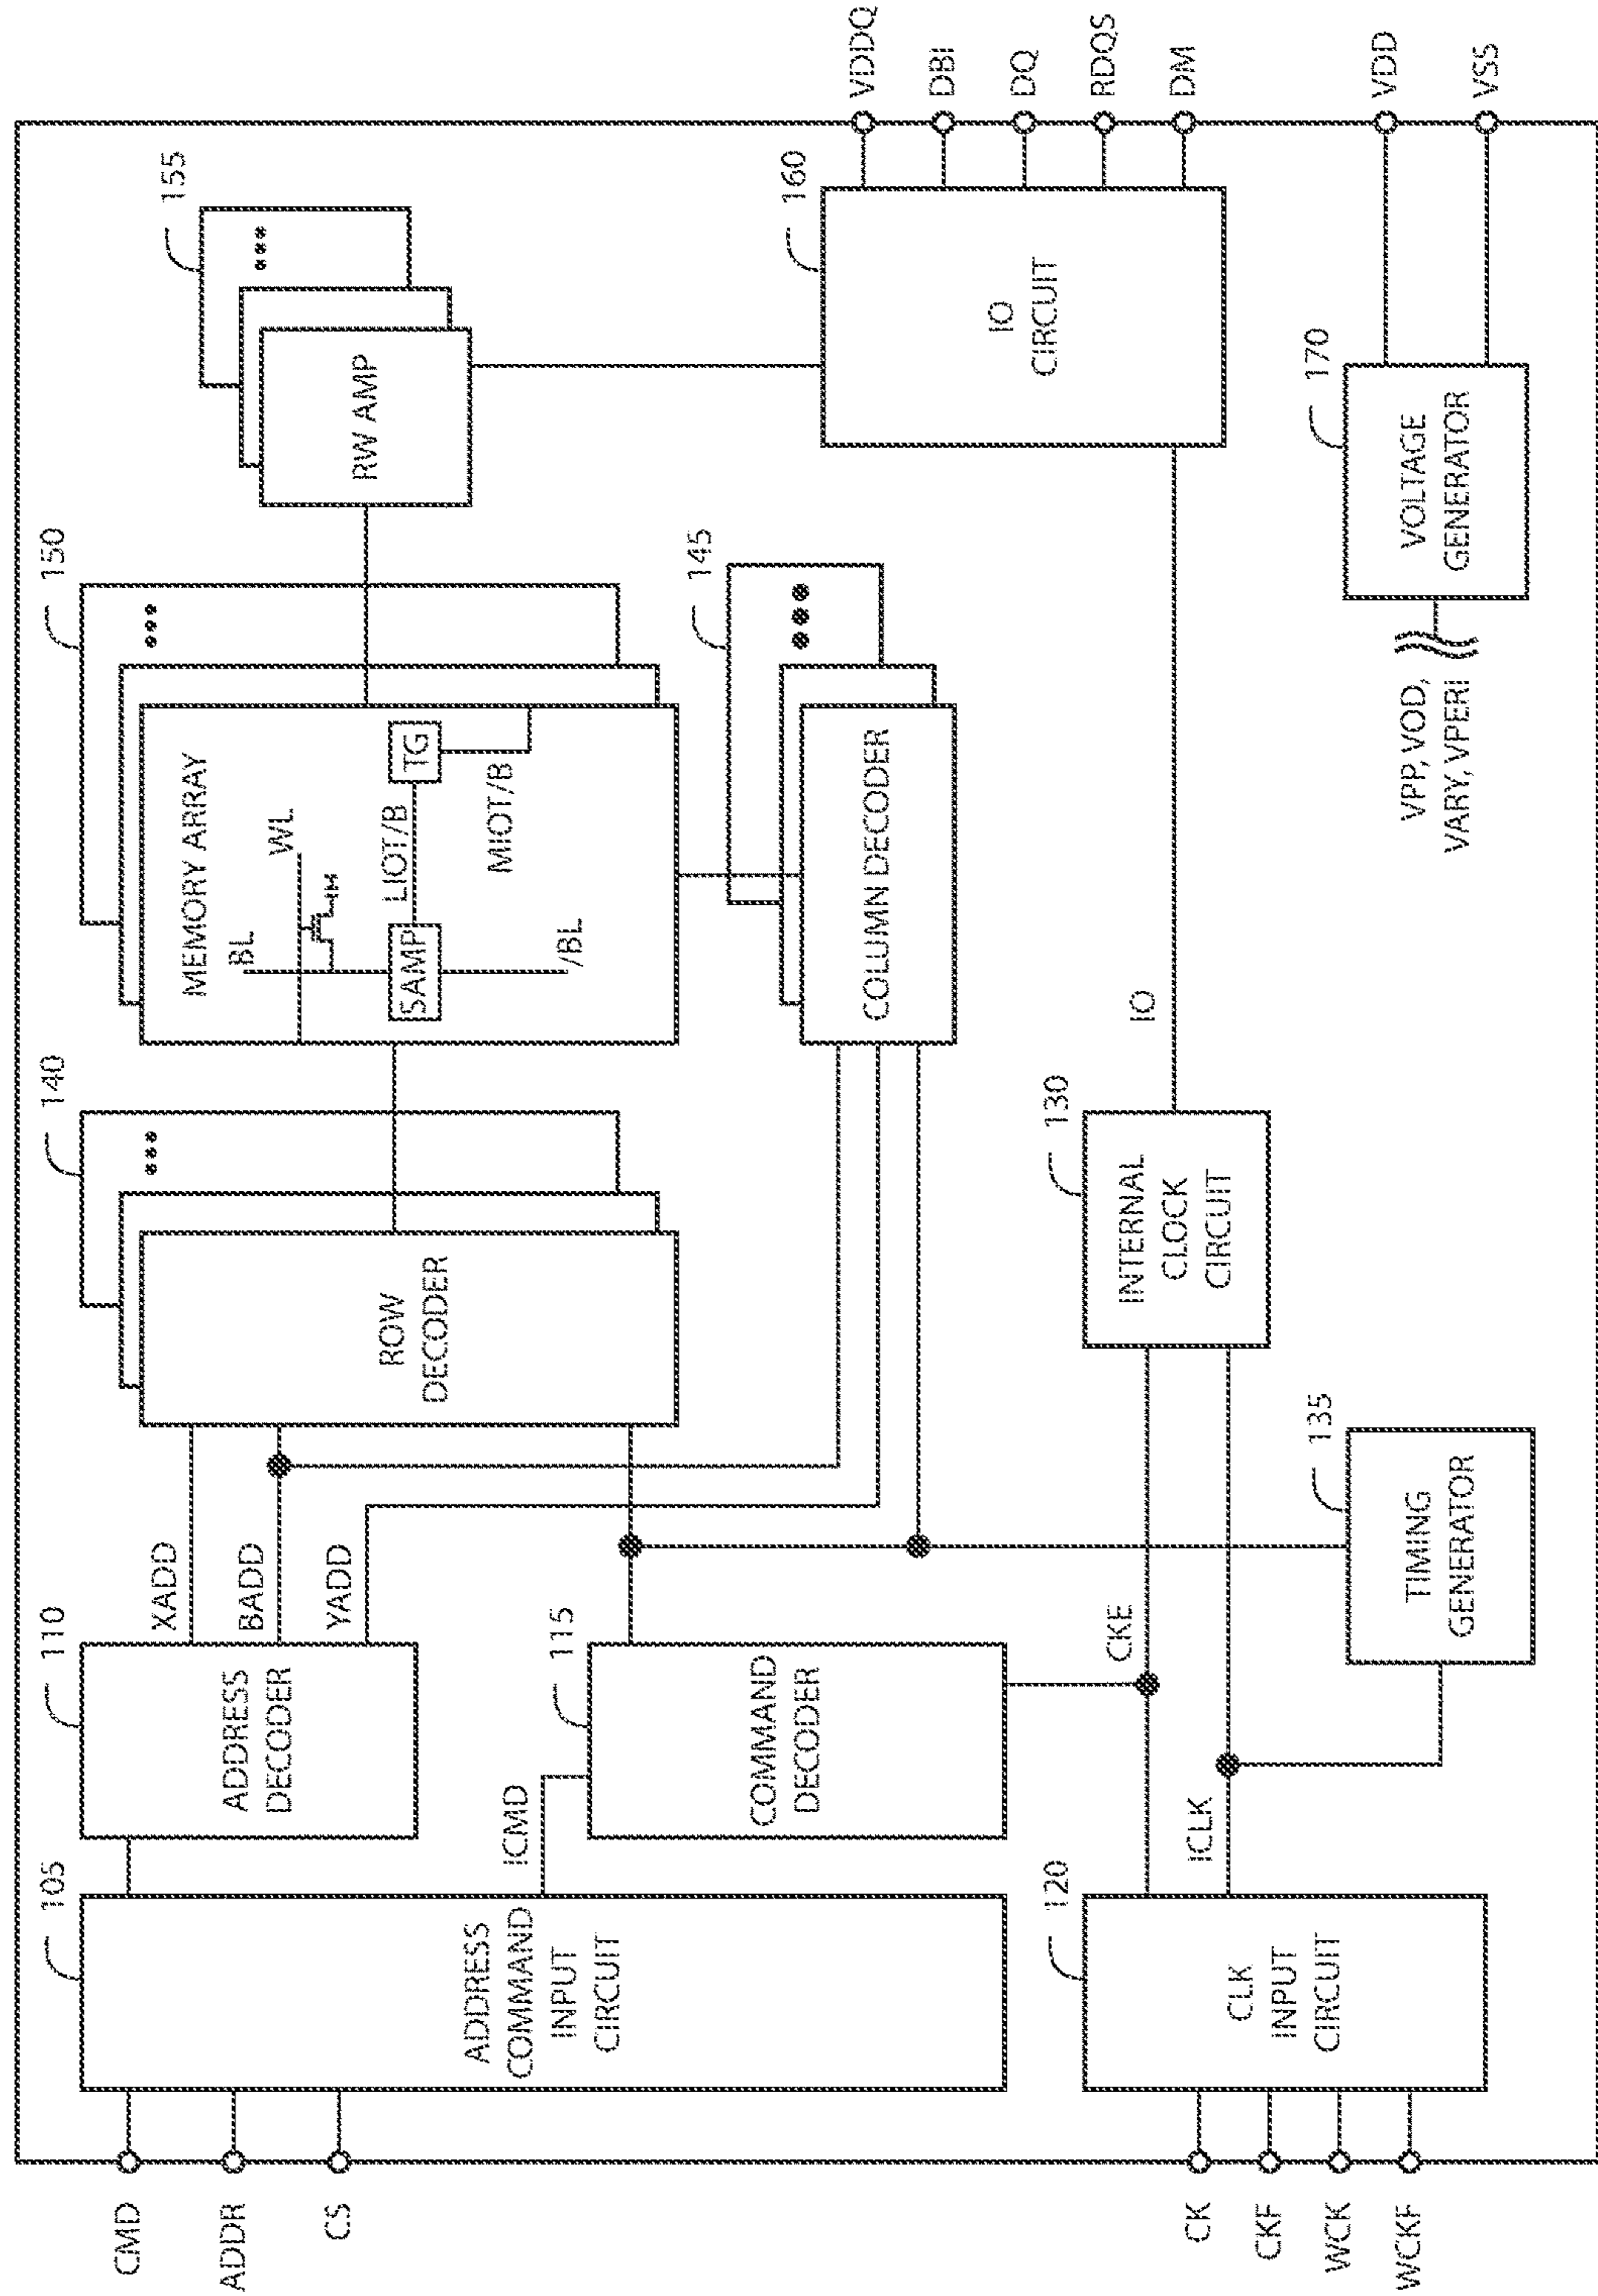 105
110
140
150
155
CMD
ADDR
CS
ADDRESS
COMMAND
INPUT
CIRCUIT
ADDRESS
DECODER
XADD
BADD
YADD
ROW
DECODER
MEMORY ARRAY
BL
WL
SAMP
LIOT/B
TG
/BL
MIOT/B
RW AMP
ICMD
115
COMMAND
DECODER
145
COLUMN DECODER
160
IO
CIRCUIT
VDDQ
DBI
DQ
RDQS
DM
120
CKE
130
IO
CK
CKF
WCK
WCKF
CLK
INPUT
CIRCUIT
ICLK
INTERNAL
CLOCK
CIRCUIT
135
TIMING
GENERATOR
170
VPP, VOD,
VARY, VPERI
VOLTAGE
GENERATOR
VDD
VSS